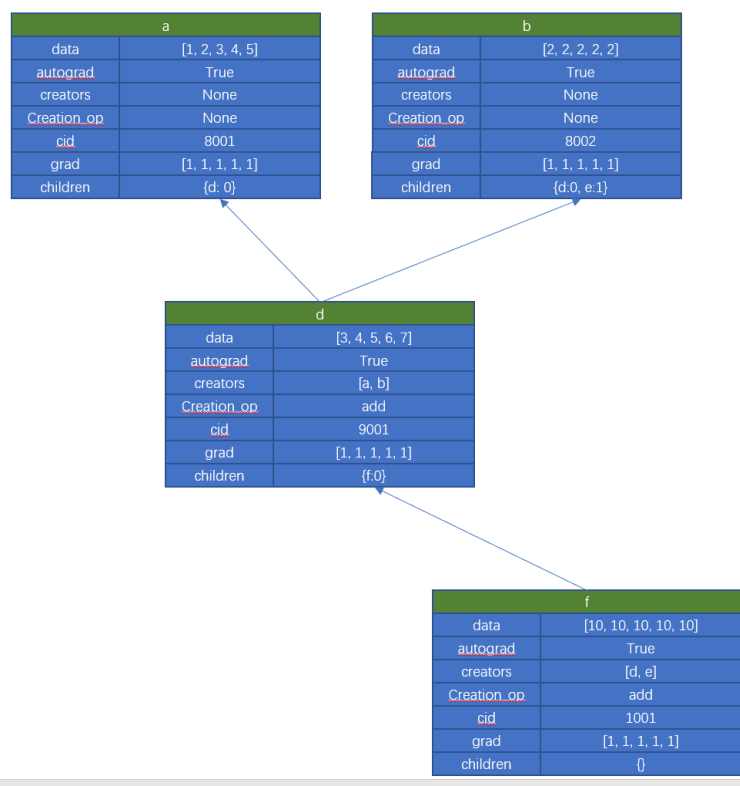 a
data [1, 2, 3, 4, 5]
autograd True
creators None
Creation_op None
cid 8001
grad [1, 1, 1, 1, 1]
children {d: 0}
b
data [2, 2, 2, 2, 2]
autograd True
creators None
Creation_op None
cid 8002
grad [1, 1, 1, 1, 1]
children {d:0, e:1}
d
data [3, 4, 5, 6, 7]
autograd True
creators [a, b]
Creation_op add
cid 9001
grad [1, 1, 1, 1, 1]
children {f:0}
f
data [10, 10, 10, 10, 10]
autograd True
creators [d, e]
Creation_op add
cid 1001
grad [1, 1, 1, 1, 1]
children {}